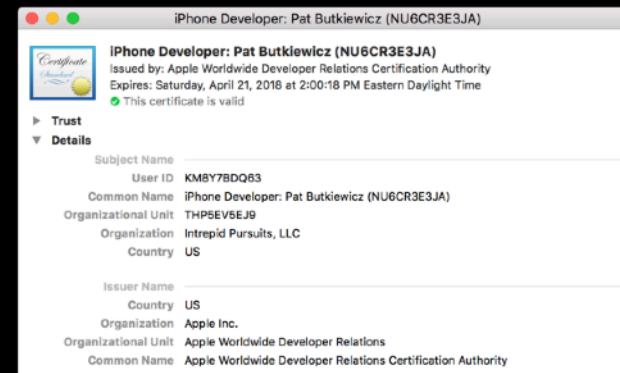 iPhone Developer: Pat Butkiewicz (NU6CR3E3JA)
Certificate
Standard
iPhone Developer: Pat Butkiewicz (NU6CR3E3JA)
Issued by: Apple Worldwide Developer Relations Certification Authority
Expires: Saturday, April 21, 2018 at 2:00:18 PM Eastern Daylight Time
This certificate is valid
Trust
Details
Subject Name
User ID KM8Y7BDQ63
Common Name iPhone Developer: Pat Butkiewicz (NU6CR3E3JA)
Organizational Unit THP5EV5EJ9
Organization Intrepid Pursuits, LLC
Country US
Issuer Name
Country US
Organization Apple Inc.
Organizational Unit Apple Worldwide Developer Relations
Common Name Apple Worldwide Developer Relations Certification Authority